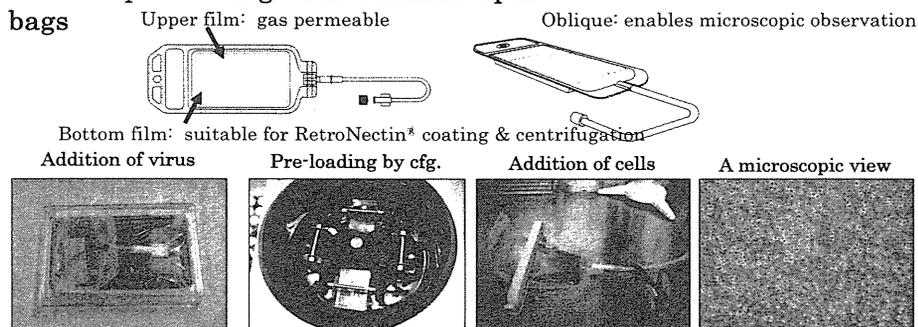 bags
Upper film: gas permeable
Oblique: enables microscopic observation
Bottom film: suitable for RetroNectin* coating & centrifugation
Addition of virus
Pre-loading by cfg.
Addition of cells
A microscopic view